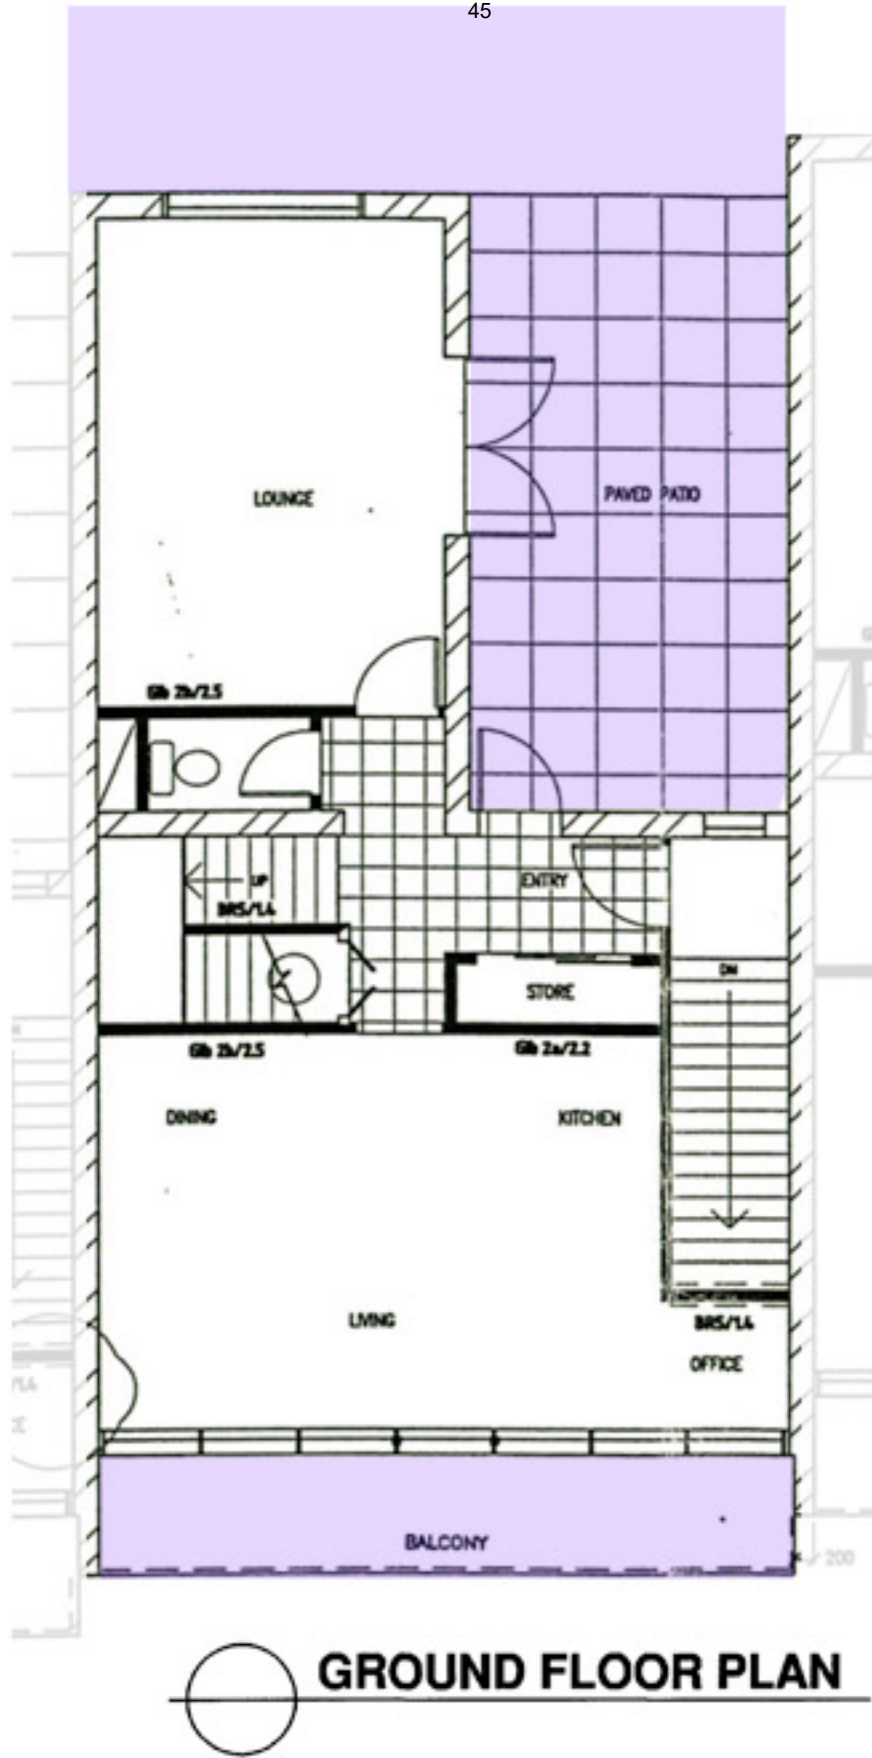 45
LOUNGE
PAVED PATIO
Gib 2b/2.5
UP
ENTRY
BRS/1.4
DN
STORE
Gib 2b/2.5
Gib 2a/2.2
DINING
KITCHEN
LIVING
BRS/1.4
OFFICE
BALCONY
200
GROUND FLOOR PLAN